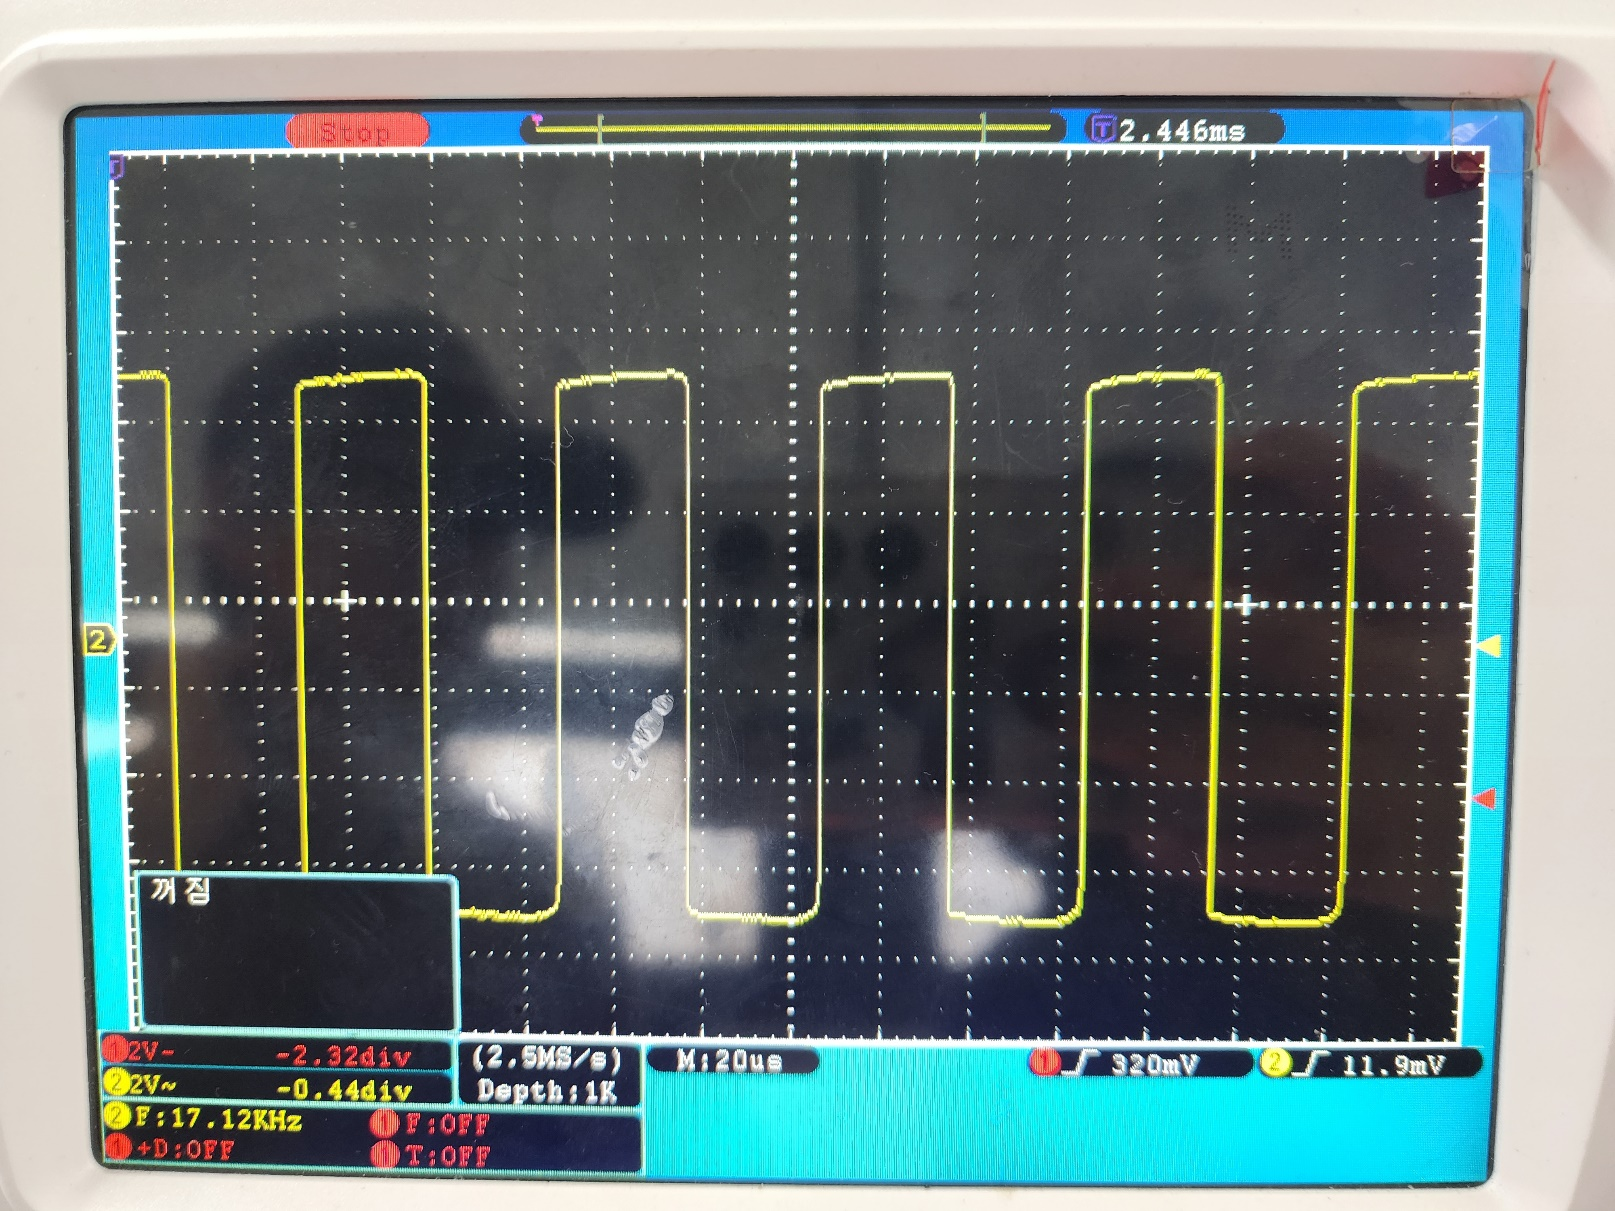 Stop
T 2.446ms
2
꺼짐
1 2V- -2.32div
2 2V~ -0.44div
(2.5MS/s)
Depth:1K
M:20us
1 320mV
2 11.9mV
2 F:17.12KHz
1 F:OFF
1 +D:OFF
1 T:OFF